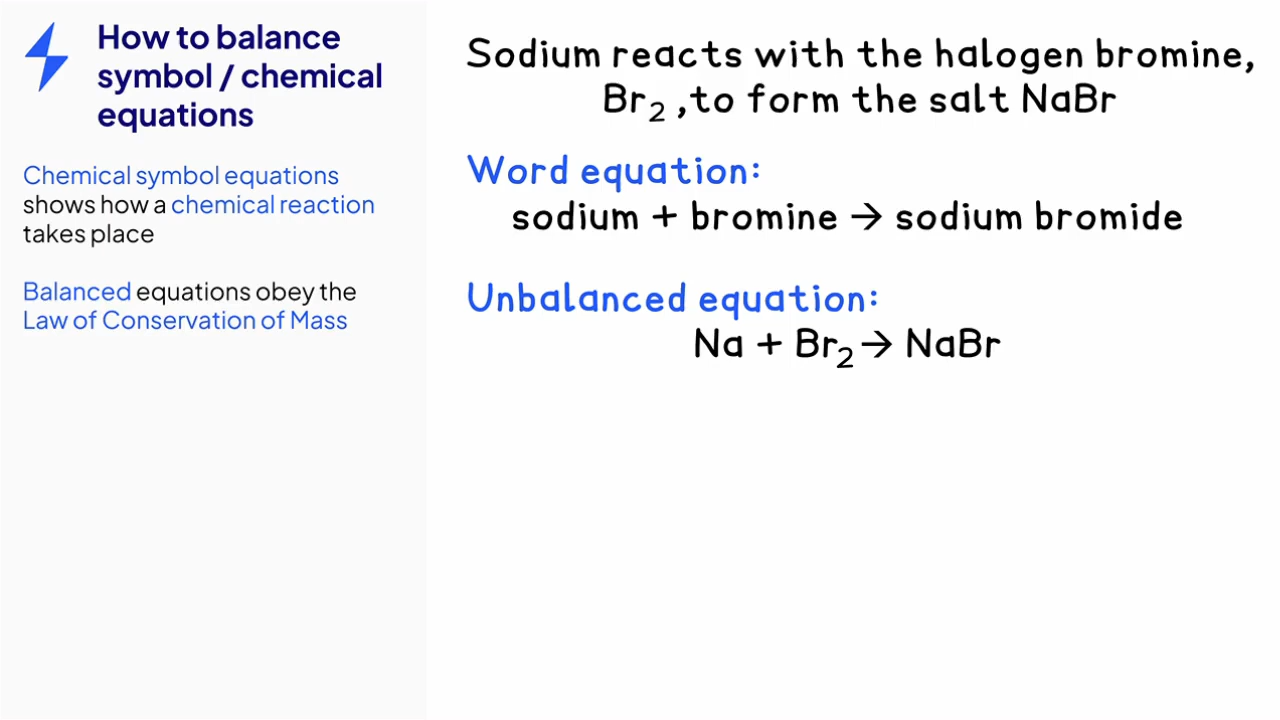 How to balance
symbol / chemical
equations
Chemical symbol equations
shows how a chemical reaction
takes place
Balanced equations obey the
Law of Conservation of Mass
Sodium reacts with the halogen bromine,
Br₂ ,to form the salt NaBr
Word equation:
sodium + bromine → sodium bromide
Unbalanced equation:
Na + Br₂ → NaBr